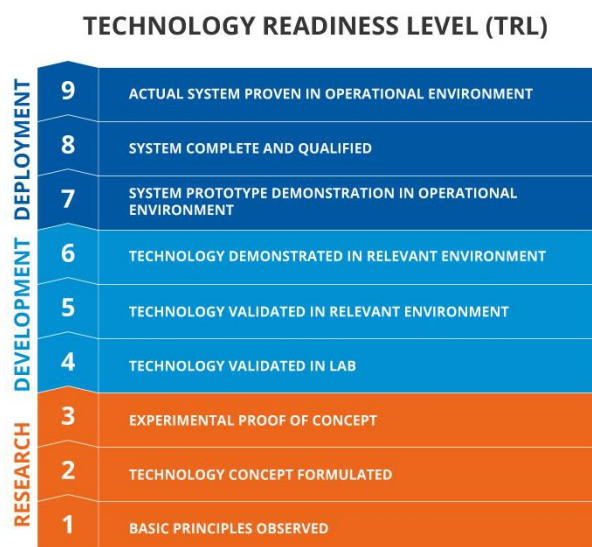 TECHNOLOGY READINESS LEVEL (TRL)
DEPLOYMENT
9 ACTUAL SYSTEM PROVEN IN OPERATIONAL ENVIRONMENT
8 SYSTEM COMPLETE AND QUALIFIED
7 SYSTEM PROTOTYPE DEMONSTRATION IN OPERATIONAL
ENVIRONMENT
DEVELOPMENT
6 TECHNOLOGY DEMONSTRATED IN RELEVANT ENVIRONMENT
5 TECHNOLOGY VALIDATED IN RELEVANT ENVIRONMENT
4 TECHNOLOGY VALIDATED IN LAB
RESEARCH
3 EXPERIMENTAL PROOF OF CONCEPT
2 TECHNOLOGY CONCEPT FORMULATED
1 BASIC PRINCIPLES OBSERVED